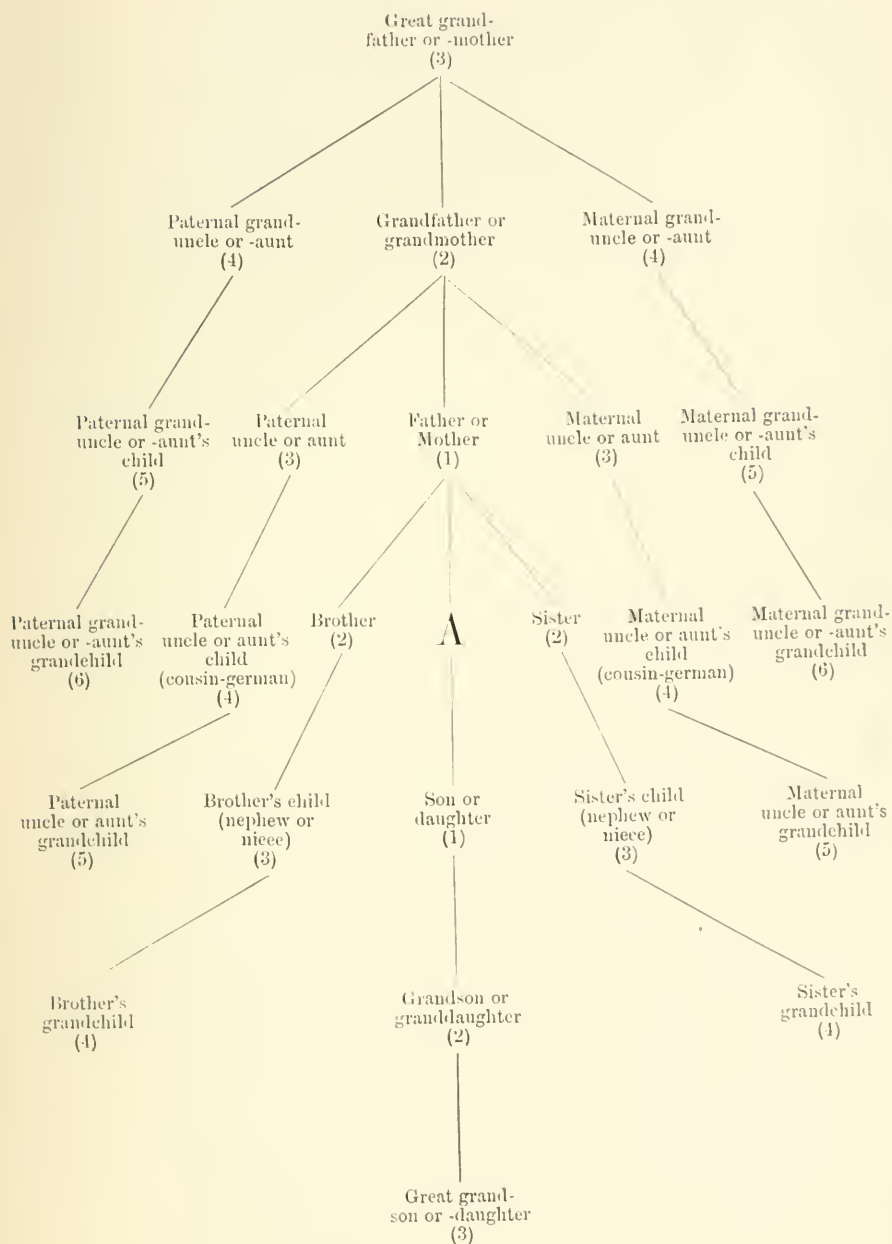 Great grand-
father or -mother
(3)
Paternal grand-
uncle or -aunt
(4)
Grandfather or
grandmother
(2)
Maternal grand-
uncle or -aunt
(4)
Paternal grand-
uncle or -aunt's
child
(5)
Paternal
uncle or aunt
(3)
Father or
Mother
(1)
Maternal
uncle or aunt
(3)
Maternal grand-
uncle or -aunt's
child
(5)
Paternal grand-
uncle or -aunt's
grandchild
(6)
Paternal
uncle or aunt's
child
(cousin-german)
(4)
Brother
(2)
A
Sister
(2)
Maternal
uncle or aunt's
child
(cousin-german)
(4)
Maternal grand-
uncle or -aunt's
grandchild
(6)
Paternal
uncle or aunt's
grandchild
(5)
Brother's child
(nephew or
niece)
(3)
Son or
daughter
(1)
Sister's child
(nephew or
niece)
(3)
Maternal
uncle or aunt's
grandchild
(5)
Brother's
grandchild
(4)
Grandson or
granddaughter
(2)
Sister's
grandchild
(4)
Great grand-
son or -daughter
(3)